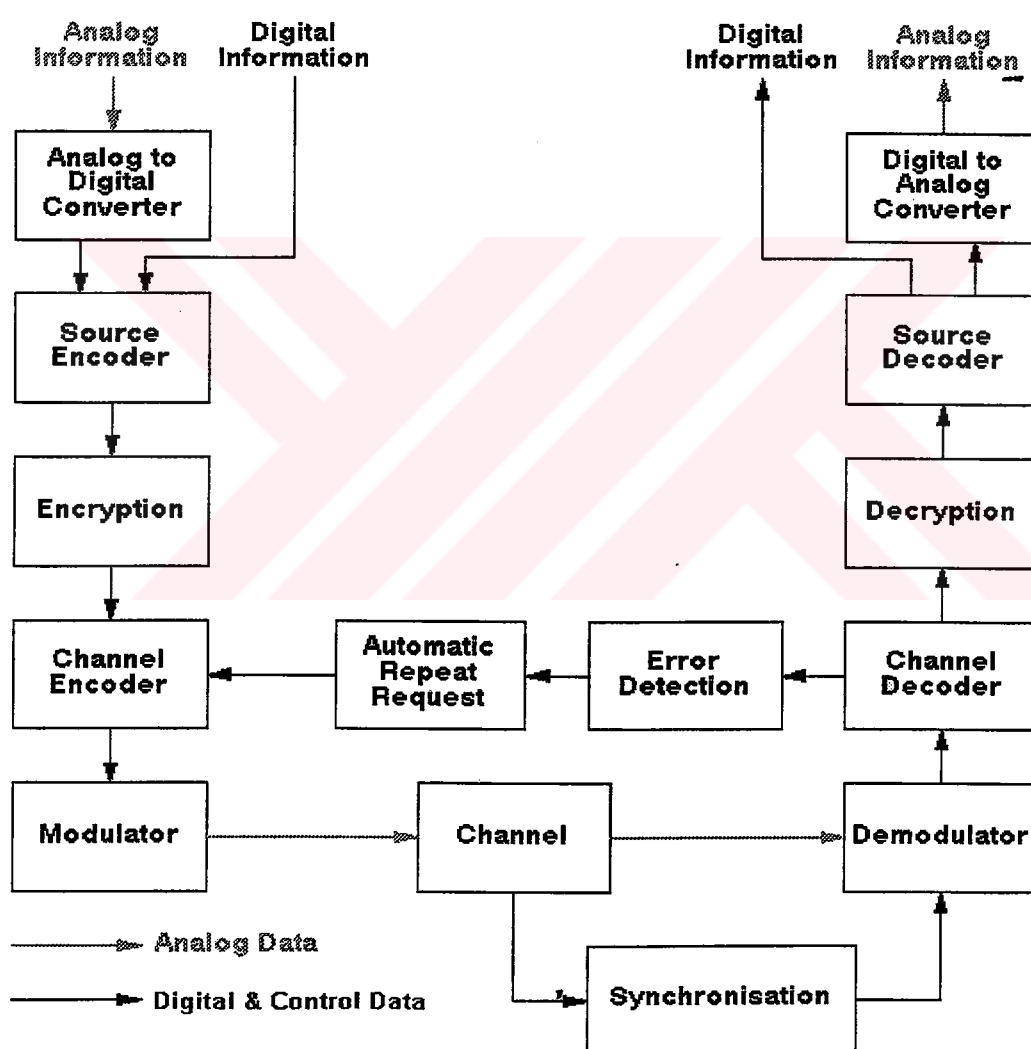 Analog
Information
Digital
Information
Digital
Information
Analog
Information
Analog to
Digital
Converter
Digital to
Analog
Converter
Source
Encoder
Source
Decoder
Encryption
Decryption
Channel
Encoder
Automatic
Repeat
Request
Error
Detection
Channel
Decoder
Modulator
Channel
Demodulator
Analog Data
Digital & Control Data
Synchronisation